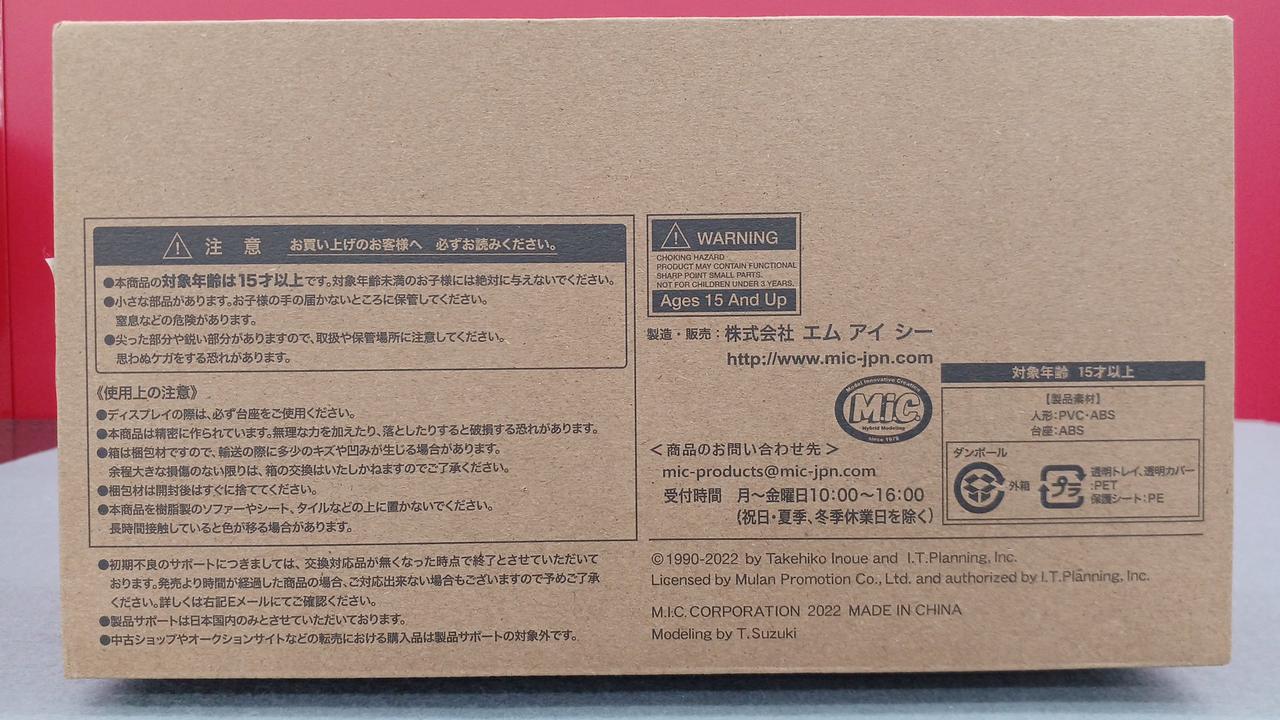 注 意 お買い上げのお客様へ 必ずお読みください。
●本商品の対象年齢は15才以上です。対象年齢未満のお子様には絶対に与えないでください。
●小さな部品があります。お子様の手の届かないところに保管してください。
窒息などの危険があります。
●尖った部分や鋭い部分がありますので、取扱や保管場所に注意してください。
思わぬケガをする恐れがあります。
《使用上の注意》
●ディスプレイの際は、必ず台座をご使用ください。
●本商品は精密に作られています。無理な力を加えたり、落としたりすると破損する恐れがあります。
●箱は梱包材ですので、輸送の際に多少のキズや凹みが生じる場合があります。
余程大きな損傷のない限りは、箱の交換はいたしかねますのでご了承ください。
●梱包材は開封後はすぐに捨ててください。
●本商品を樹脂製のソファーやシート、タイルなどの上に置かないでください。
長時間接触していると色が移る場合があります。
●初期不良のサポートにつきましては、交換対応品が無くなった時点で終了とさせていただいて
おります。発売より時間が経過した商品の場合、ご対応出来ない場合もございますので予めご了承
ください。詳しくは右記Eメールにてご確認ください。
●製品サポートは日本国内のみとさせていただいております。
●中古ショップやオークションサイトなどの転売における購入品は製品サポートの対象外です。
WARNING
CHOKING HAZARD
PRODUCT MAY CONTAIN FUNCTIONAL
SHARP POINT SMALL PARTS.
NOT FOR CHILDREN UNDER 3 YEARS.
Ages 15 And Up
製造・販売：株式会社 エム アイ シー
http://www.mic-jpn.com
Model Innovative Creative
MiC.
Hybrid Modeling
since 1978
＜商品のお問い合わせ先＞
mic-products@mic-jpn.com
受付時間 月〜金曜日10:00〜16:00
(祝日・夏季、冬季休業日を除く)
対象年齢 15才以上
【製品素材】
人形：PVC・ABS
台座：ABS
ダンボール
外箱
プラ
透明トレイ、透明カバー
:PET
保護シート：PE
©1990-2022 by Takehiko Inoue and I.T.Planning, Inc.
Licensed by Mulan Promotion Co., Ltd. and authorized by I.T.Planning, Inc.
M.I.C. CORPORATION 2022 MADE IN CHINA
Modeling by T.Suzuki